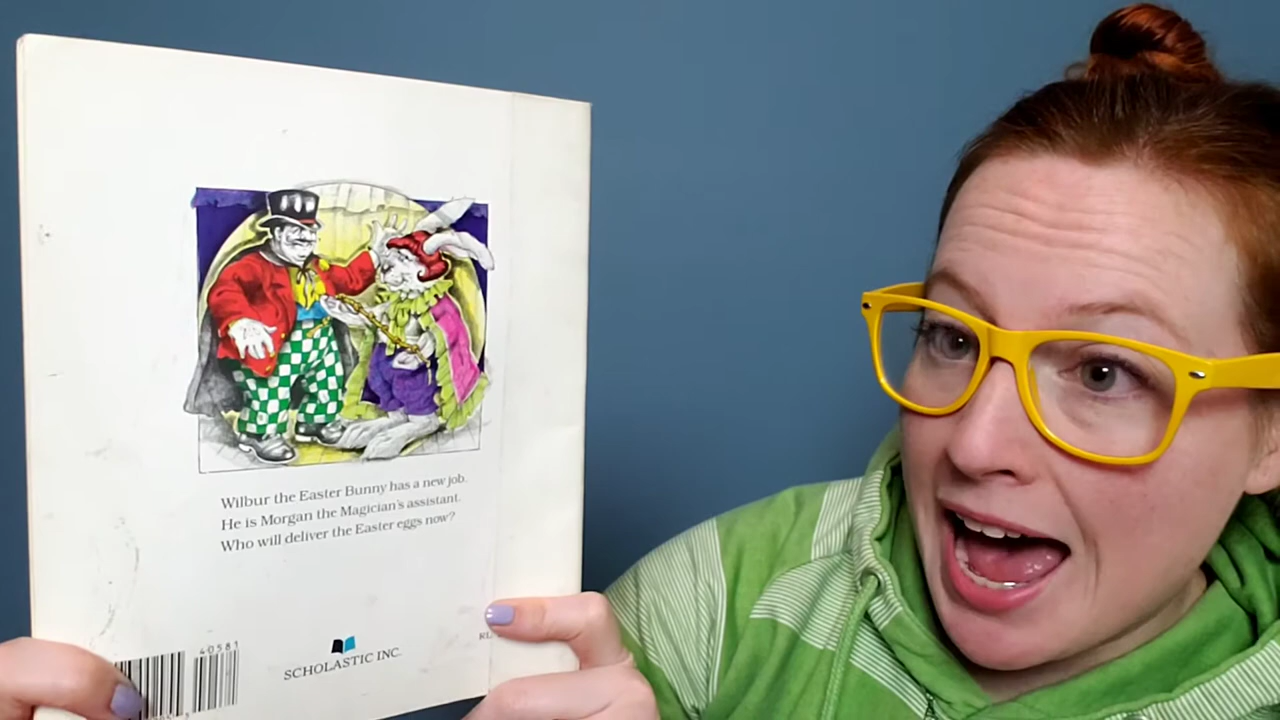 Wilbur the Easter Bunny has a new job.
He is Morgan the Magician's assistant.
Who will deliver the Easter eggs now?
40581
SCHOLASTIC INC.